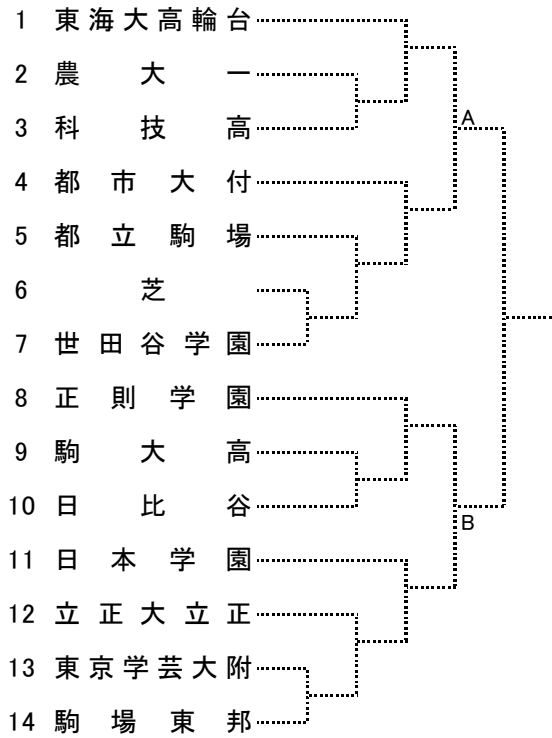 1 東海大高輪台
2 農大一
3 科技高
A
4 都市大付
5 都立駒場
6 芝
7 世田谷学園
8 正則学園
9 駒大高
10 日比谷
B
11 日本学園
12 立正大立正
13 東京学芸大附
14 駒場東邦